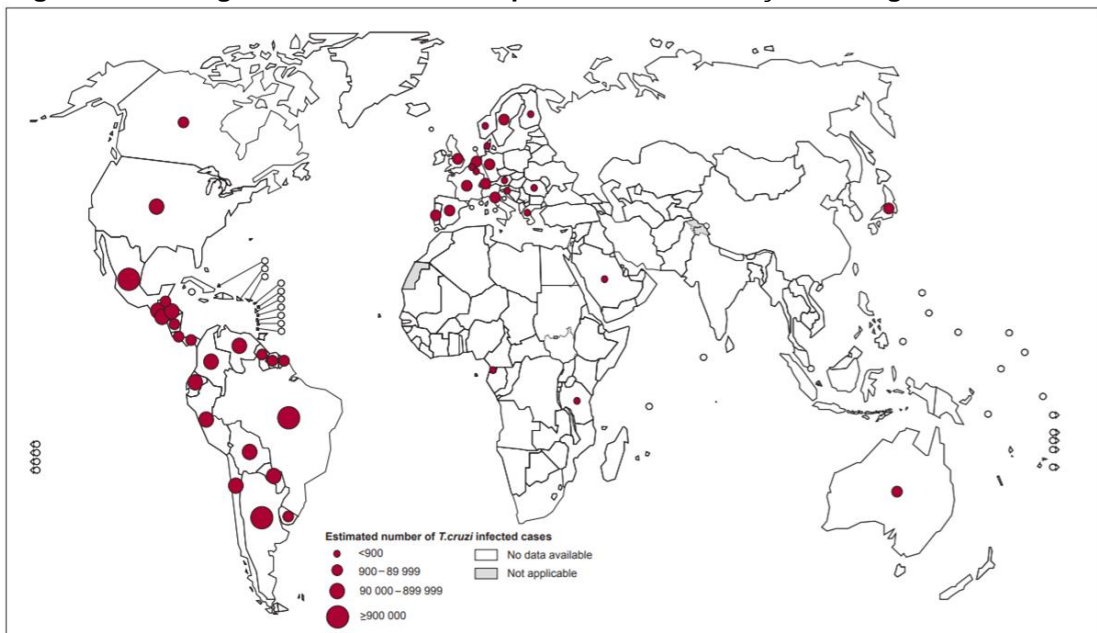 Estimated number of T.cruzi infected cases
<900
900–89 999
90 000–899 999
≥900 000
No data available
Not applicable